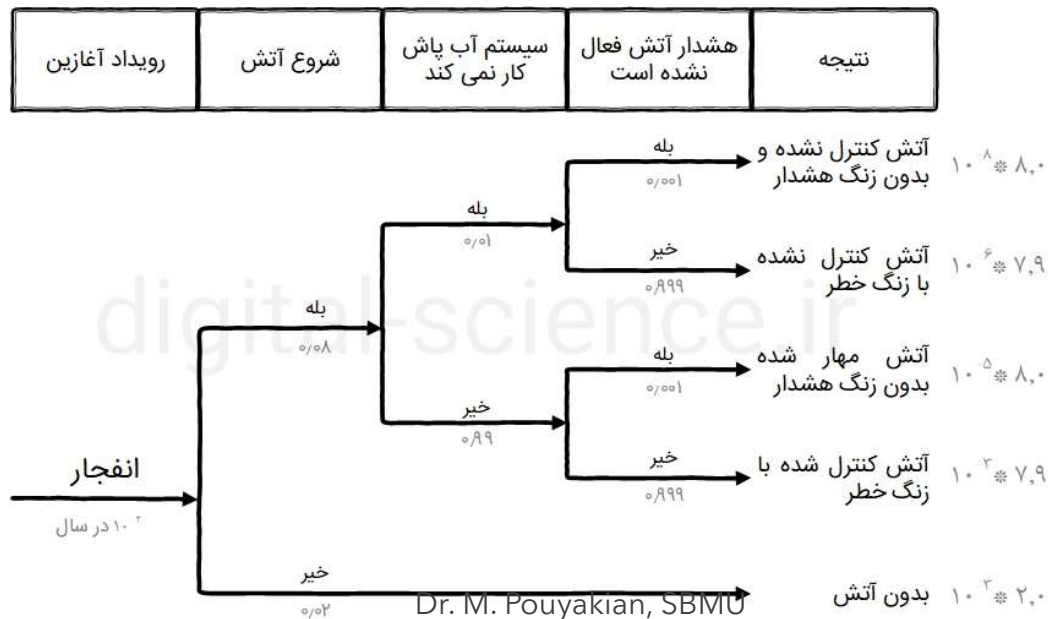 رویداد آغازین
شروع آتش
سیستم آب پاش
کار نمی کند
هشدار آتش فعال
نشده است
نتیجه
بله
۰/۰۰۱
آتش کنترل نشده و
بدون زنگ هشدار
۸,۰ * ۱۰ ۸
بله
۰/۰۱
خیر
۰/۹۹۹
آتش کنترل نشده
با زنگ خطر
۷,۹ * ۱۰ ۶
digital-science.ir
بله
۰/۰۸
بله
۰/۰۰۱
آتش مهار شده
بدون زنگ هشدار
۸,۰ * ۱۰ ۵
خیر
۰/۹۹
خیر
۰/۹۹۹
آتش کنترل شده با
زنگ خطر
۷,۹ * ۱۰ ۳
انفجار
۱۰ ۲ در سال
خیر
۰/۰۲
بدون آتش
۲,۰ * ۱۰ ۳
Dr. M. Pouyakian, SBMU